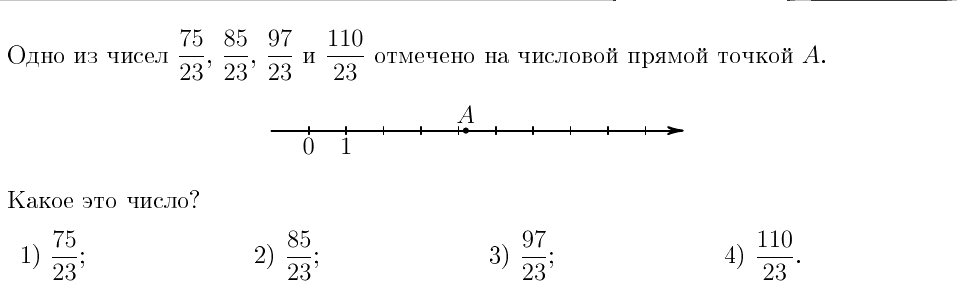 Одно из чисел 75/23, 85/23, 97/23 и 110/23 отмечено на числовой прямой точкой A.
A
0 1
Какое это число?
1) 75/23; 2) 85/23; 3) 97/23; 4) 110/23.